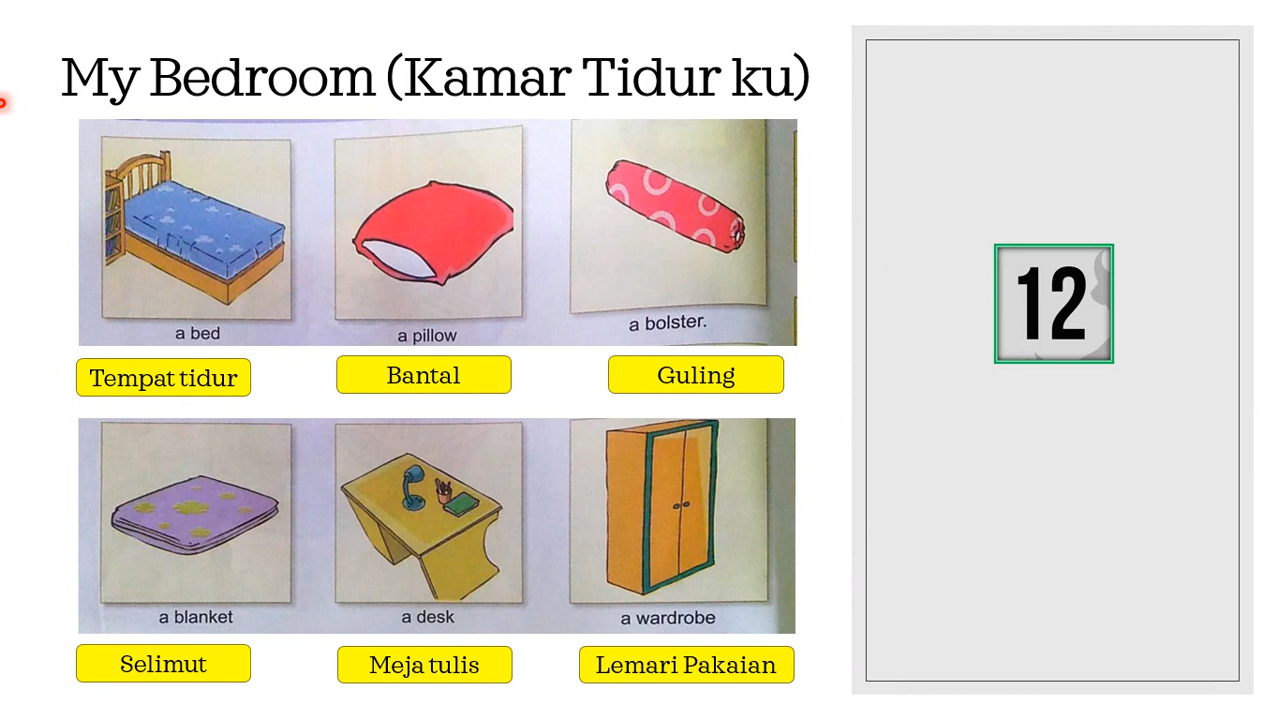 My Bedroom (Kamar Tidur ku)
a bed
a pillow
a bolster.
Tempat tidur
Bantal
Guling
a blanket
a desk
a wardrobe
Selimut
Meja tulis
Lemari Pakaian
12